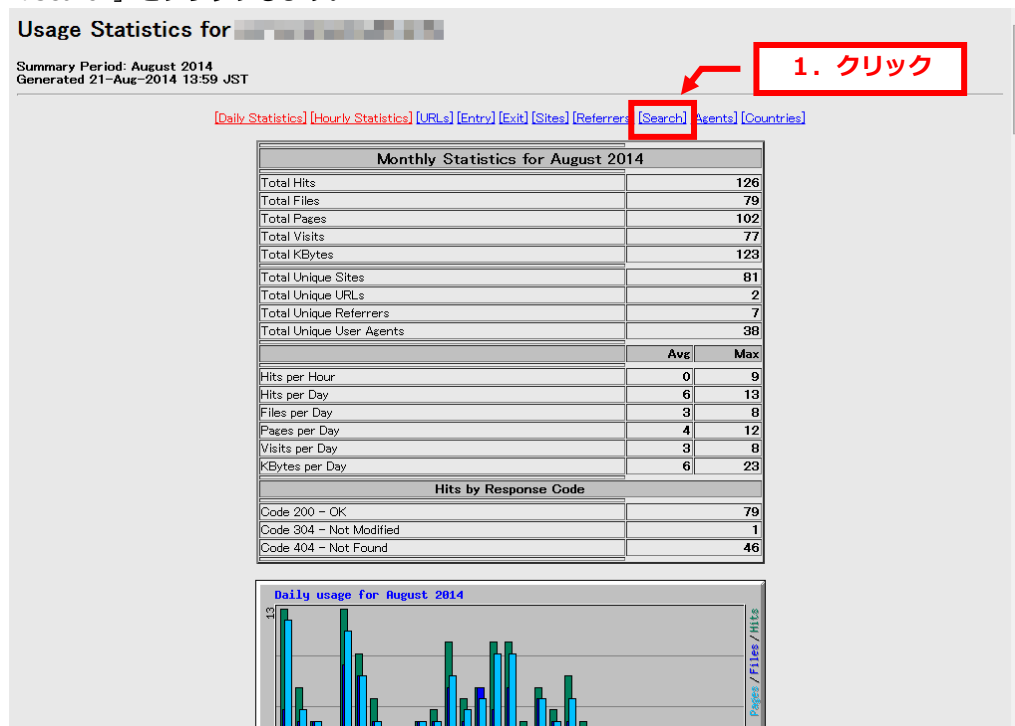 Usage Statistics for
Summary Period: August 2014
Generated 21-Aug-2014 13:59 JST
1．クリック
[Daily Statistics] [Hourly Statistics] [URLs] [Entry] [Exit] [Sites] [Referrers] [Search] [Agents] [Countries]
Monthly Statistics for August 2014
Total Hits 126
Total Files 79
Total Pages 102
Total Visits 77
Total KBytes 123
Total Unique Sites 81
Total Unique URLs 2
Total Unique Referrers 7
Total Unique User Agents 38
Avg Max
Hits per Hour 0 9
Hits per Day 6 13
Files per Day 3 8
Pages per Day 4 12
Visits per Day 3 8
KBytes per Day 6 23
Hits by Response Code
Code 200 - OK 79
Code 304 - Not Modified 1
Code 404 - Not Found 46
Daily usage for August 2014
13
Pages / Files / Hits